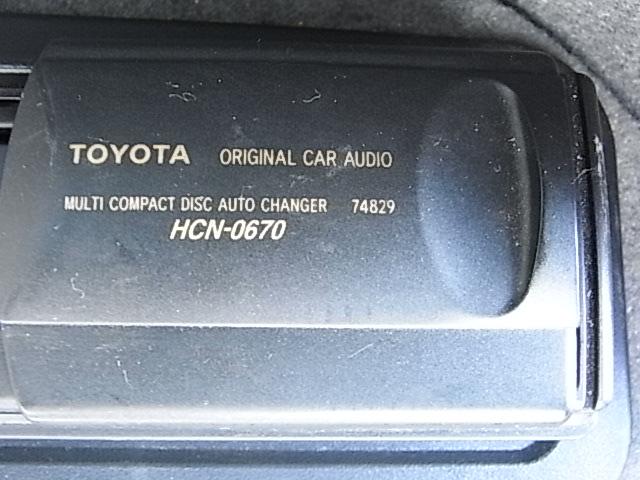 TOYOTA ORIGINAL CAR AUDIO
MULTI COMPACT DISC AUTO CHANGER 74829
HCN-0670